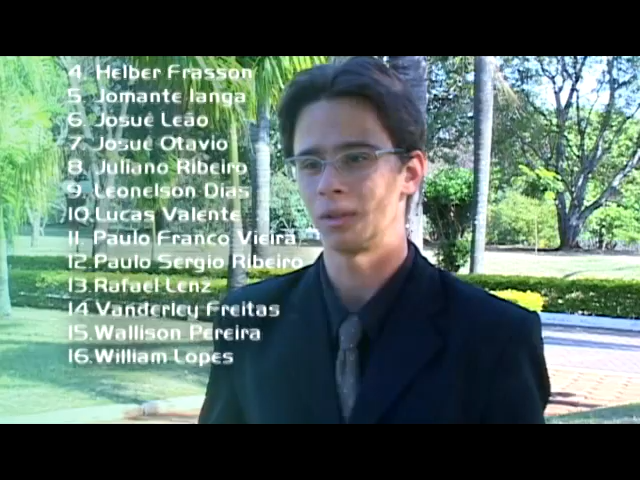 4. Helber Frasson
5. Jomante Ianga
6. Josué Leão
7. Josué Otavio
8. Juliano Ribeiro
9. Leonelson Dias
10.Lucas Valente
11. Paulo Franco Vieira
12.Paulo Sergio Ribeiro
13.Rafael Lenz
14.Vanderley Freitas
15.Wallison Pereira
16.William Lopes